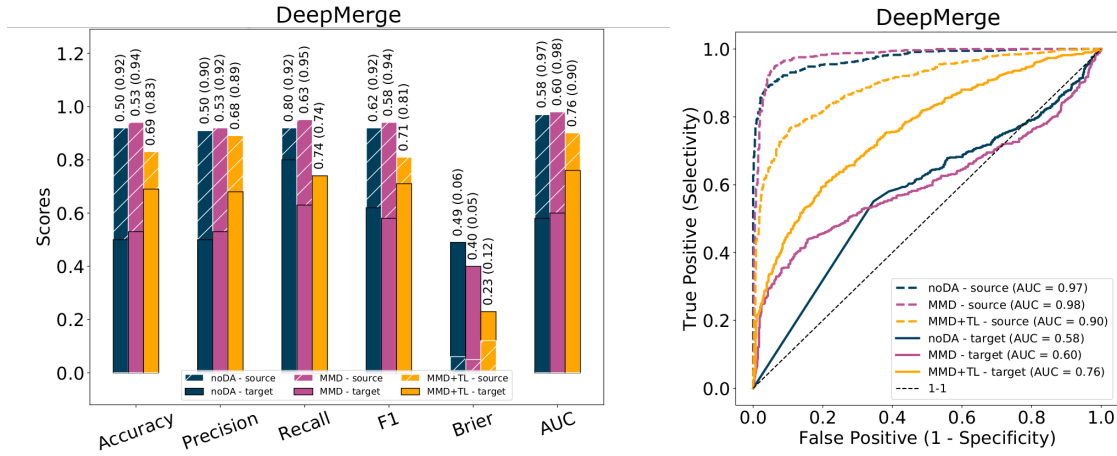 DeepMerge
1.2
1.0
0.8
0.6
0.4
0.2
0.0
Scores
0.50 (0.92)
0.53 (0.94)
0.69 (0.83)
0.50 (0.90)
0.53 (0.92)
0.68 (0.89)
0.80 (0.92)
0.63 (0.95)
0.74 (0.74)
0.62 (0.92)
0.58 (0.94)
0.71 (0.81)
0.49 (0.06)
0.40 (0.05)
0.23 (0.12)
0.58 (0.97)
0.60 (0.98)
0.76 (0.90)
noDA - source
MMD - source
MMD+TL - source
noDA - target
MMD - target
MMD+TL - target
Accuracy
Precision
Recall
F1
Brier
AUC
DeepMerge
1.0
0.8
0.6
0.4
0.2
0.0
True Positive (Selectivity)
noDA - source (AUC = 0.97)
MMD - source (AUC = 0.98)
MMD+TL - source (AUC = 0.90)
noDA - target (AUC = 0.58)
MMD - target (AUC = 0.60)
MMD+TL - target (AUC = 0.76)
1-1
0.0
0.2
0.4
0.6
0.8
1.0
False Positive (1 - Specificity)